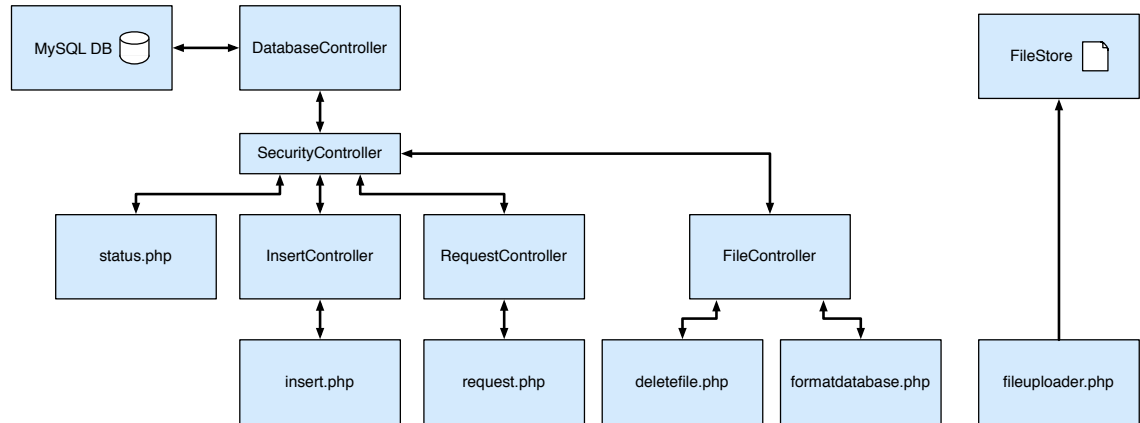 MySQL DB
DatabaseController
FileStore
SecurityController
status.php
InsertController
RequestController
FileController
insert.php
request.php
deletefile.php
formatdatabase.php
fileuploader.php